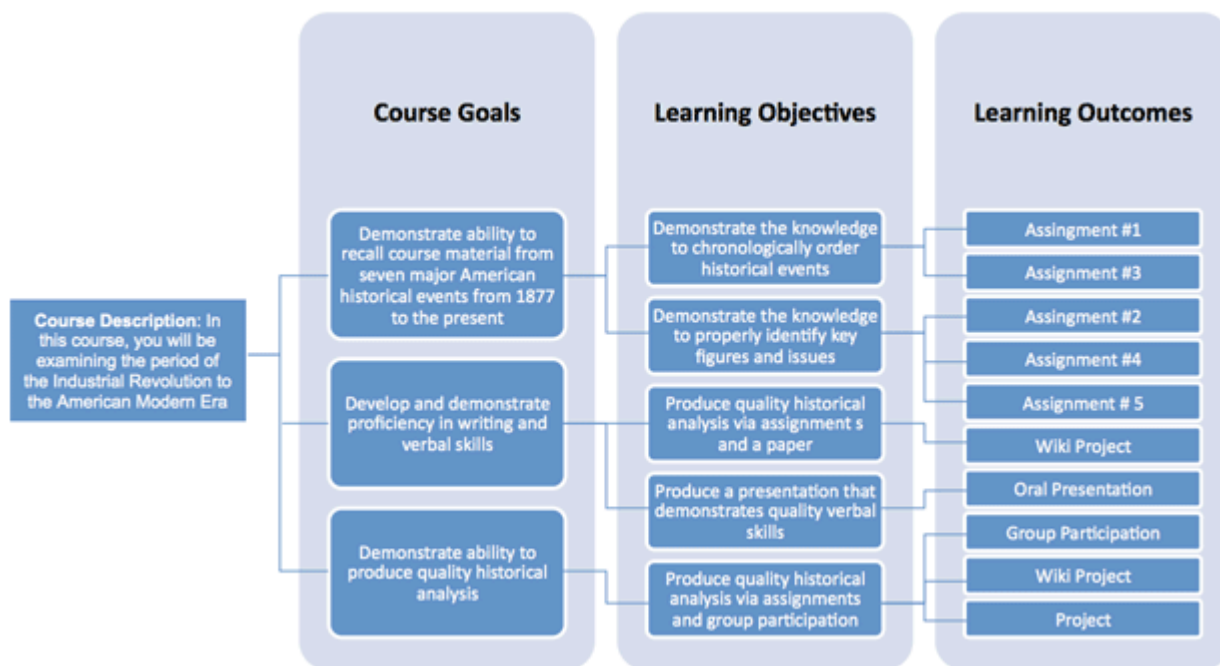 Course Goals
Learning Objectives
Learning Outcomes
Course Description: In
this course, you will be
examining the period of
the Industrial Revolution to
the American Modern Era
Demonstrate ability to
recall course material from
seven major American
historical events from 1877
to the present
Develop and demonstrate
proficiency in writing and
verbal skills
Demonstrate ability to
produce quality historical
analysis
Demonstrate the knowledge
to chronologically order
historical events
Demonstrate the knowledge
to properly identify key
figures and issues
Produce quality historical
analysis via assignment s
and a paper
Produce a presentation that
demonstrates quality verbal
skills
Produce quality historical
analysis via assignments
and group participation
Assingment #1
Assignment #3
Assingment #2
Assignment #4
Assignment # 5
Wiki Project
Oral Presentation
Group Participation
Wiki Project
Project